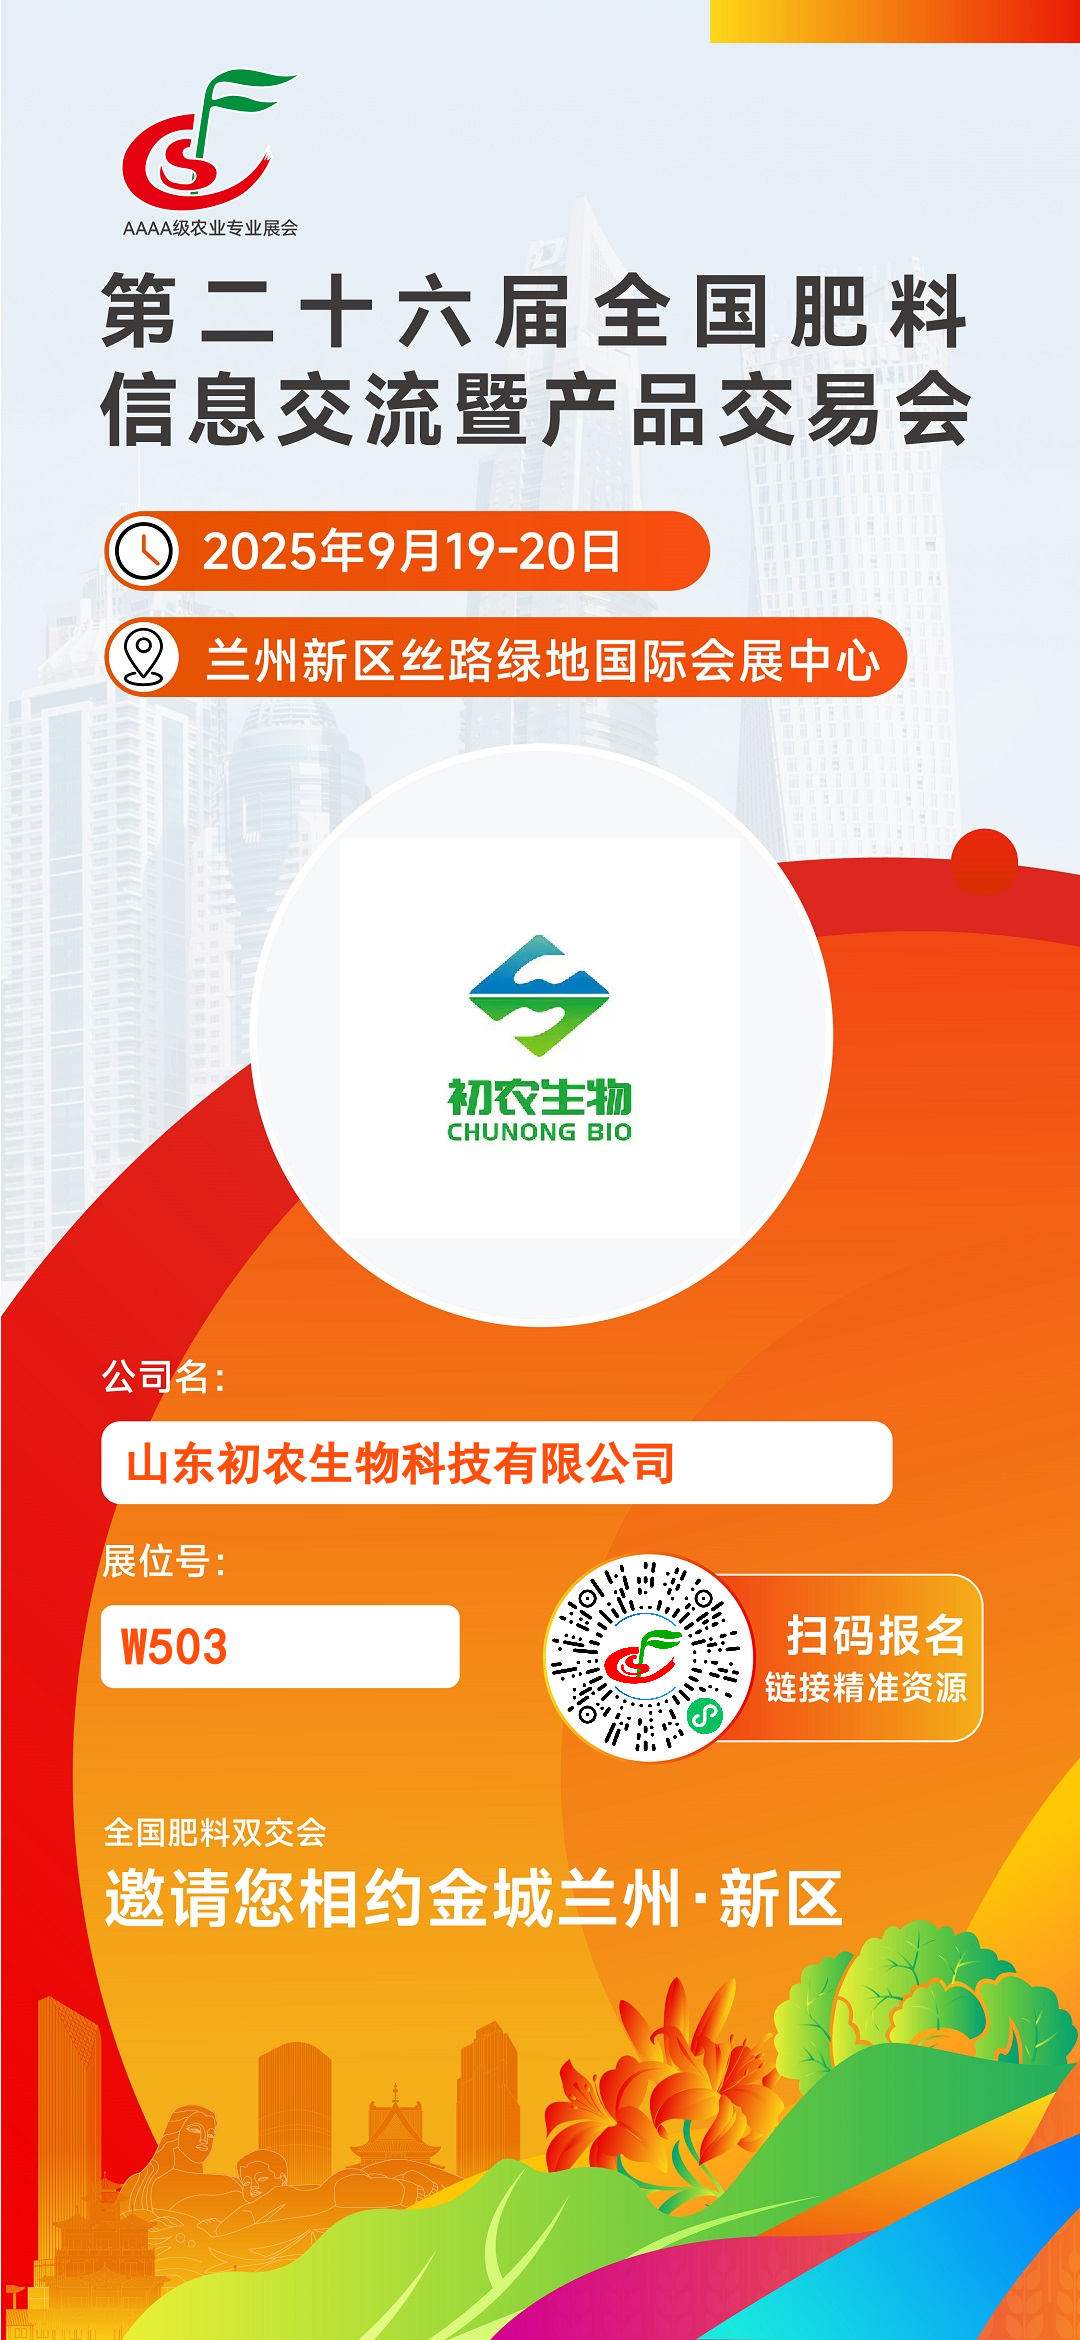 AAAA级农业专业展会
第二十六届全国肥料
信息交流暨产品交易会
2025年9月19-20日
兰州新区丝路绿地国际会展中心
初农生物
CHUNONG BIO
公司名：
山东初农生物科技有限公司
展位号：
W503
扫码报名
链接精准资源
全国肥料双交会
邀请您相约金城兰州·新区